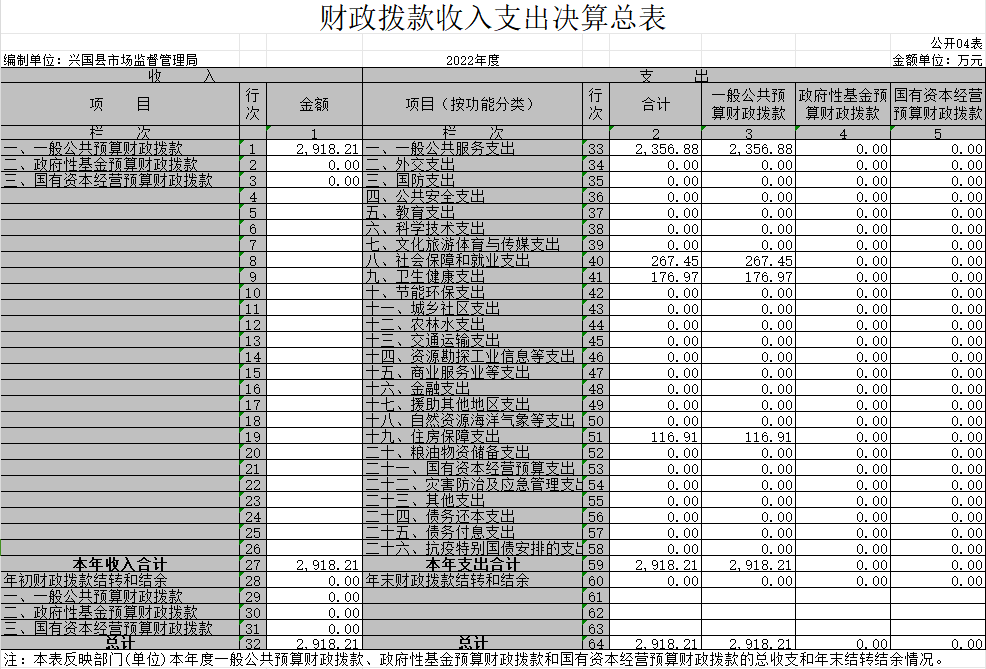 财政拨款收入支出决算总表
公开04表
编制单位：兴国县市场监督管理局 2022年度 金额单位：万元
收 入 支 出
项 目 行次 金额 项目（按功能分类） 行次 合计 一般公共预算财政拨款 政府性基金预算财政拨款 国有资本经营预算财政拨款
栏 次 1 栏 次 2 3 4 5
一、一般公共预算财政拨款 1 2,918.21 一、一般公共服务支出 33 2,356.88 2,356.88 0.00 0.00
二、政府性基金预算财政拨款 2 0.00 二、外交支出 34 0.00 0.00 0.00 0.00
三、国有资本经营预算财政拨款 3 0.00 三、国防支出 35 0.00 0.00 0.00 0.00
4 四、公共安全支出 36 0.00 0.00 0.00 0.00
5 五、教育支出 37 0.00 0.00 0.00 0.00
6 六、科学技术支出 38 0.00 0.00 0.00 0.00
7 七、文化旅游体育与传媒支出 39 0.00 0.00 0.00 0.00
8 八、社会保障和就业支出 40 267.45 267.45 0.00 0.00
9 九、卫生健康支出 41 176.97 176.97 0.00 0.00
10 十、节能环保支出 42 0.00 0.00 0.00 0.00
11 十一、城乡社区支出 43 0.00 0.00 0.00 0.00
12 十二、农林水支出 44 0.00 0.00 0.00 0.00
13 十三、交通运输支出 45 0.00 0.00 0.00 0.00
14 十四、资源勘探工业信息等支出 46 0.00 0.00 0.00 0.00
15 十五、商业服务业等支出 47 0.00 0.00 0.00 0.00
16 十六、金融支出 48 0.00 0.00 0.00 0.00
17 十七、援助其他地区支出 49 0.00 0.00 0.00 0.00
18 十八、自然资源海洋气象等支出 50 0.00 0.00 0.00 0.00
19 十九、住房保障支出 51 116.91 116.91 0.00 0.00
20 二十、粮油物资储备支出 52 0.00 0.00 0.00 0.00
21 二十一、国有资本经营预算支出 53 0.00 0.00 0.00 0.00
22 二十二、灾害防治及应急管理支出 54 0.00 0.00 0.00 0.00
23 二十三、其他支出 55 0.00 0.00 0.00 0.00
24 二十四、债务还本支出 56 0.00 0.00 0.00 0.00
25 二十五、债务付息支出 57 0.00 0.00 0.00 0.00
26 二十六、抗疫特别国债安排的支出 58 0.00 0.00 0.00 0.00
本年收入合计 27 2,918.21 本年支出合计 59 2,918.21 2,918.21 0.00 0.00
年初财政拨款结转和结余 28 0.00 年末财政拨款结转和结余 60 0.00 0.00 0.00 0.00
一、一般公共预算财政拨款 29 0.00 61
二、政府性基金预算财政拨款 30 0.00 62
三、国有资本经营预算财政拨款 31 0.00 63
总计 32 2,918.21 总计 64 2,918.21 2,918.21 0.00 0.00
注：本表反映部门(单位)本年度一般公共预算财政拨款、政府性基金预算财政拨款和国有资本经营预算财政拨款的总收支和年末结转结余情况。